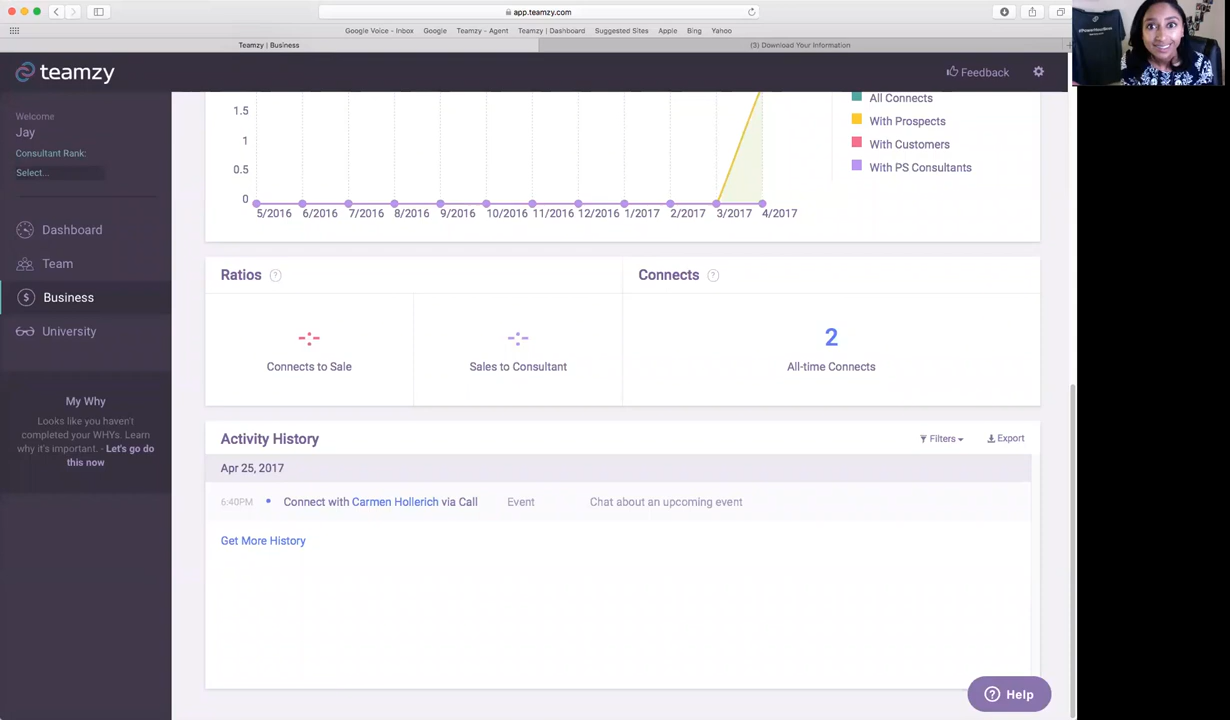 app.teamzy.com
Google Voice - Inbox Google Teamzy - Agent Teamzy | Dashboard Suggested Sites Apple Bing Yahoo
Teamzy | Business
(3) Download Your Information
teamzy
Feedback
Welcome
Jay
Consultant Rank:
Select...
Dashboard
Team
$ Business
University
My Why
Looks like you haven't
completed your WHYs. Learn
why it's important. - Let's go do
this now
1.5
1
0.5
0
5/2016 6/2016 7/2016 8/2016 9/2016 10/2016 11/2016 12/2016 1/2017 2/2017 3/2017 4/2017
All Connects
With Prospects
With Customers
With PS Consultants
Ratios ?
Connects ?
-:-
Connects to Sale
-:-
Sales to Consultant
2
All-time Connects
Activity History
Filters
Export
Apr 25, 2017
6:40PM Connect with Carmen Hollerich via Call Event Chat about an upcoming event
Get More History
? Help